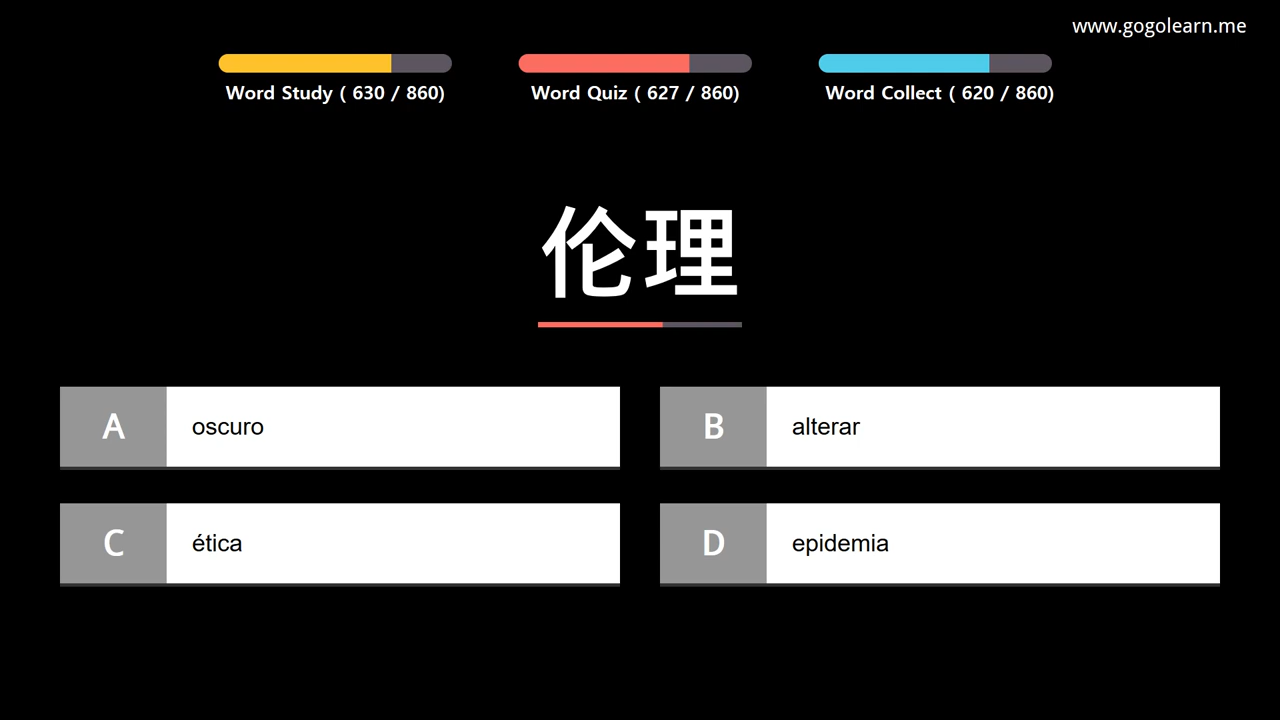 www.gogolearn.me
Word Study ( 630 / 860)
Word Quiz ( 627 / 860)
Word Collect ( 620 / 860)
伦理
A oscuro
B alterar
C ética
D epidemia